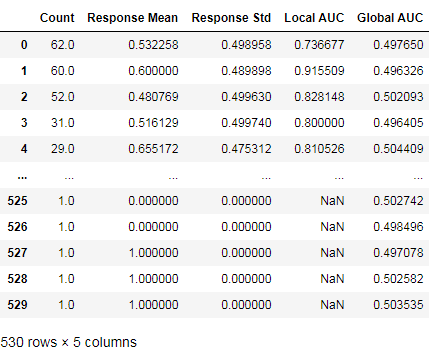 Count Response Mean Response Std Local AUC Global AUC
0 62.0 0.532258 0.498958 0.736677 0.497650
1 60.0 0.600000 0.489898 0.915509 0.496326
2 52.0 0.480769 0.499630 0.828148 0.502093
3 31.0 0.516129 0.499740 0.800000 0.496405
4 29.0 0.655172 0.475312 0.810526 0.504409
... ... ... ... ... ...
525 1.0 0.000000 0.000000 NaN 0.502742
526 1.0 0.000000 0.000000 NaN 0.498496
527 1.0 1.000000 0.000000 NaN 0.497078
528 1.0 1.000000 0.000000 NaN 0.502582
529 1.0 1.000000 0.000000 NaN 0.503535
530 rows × 5 columns